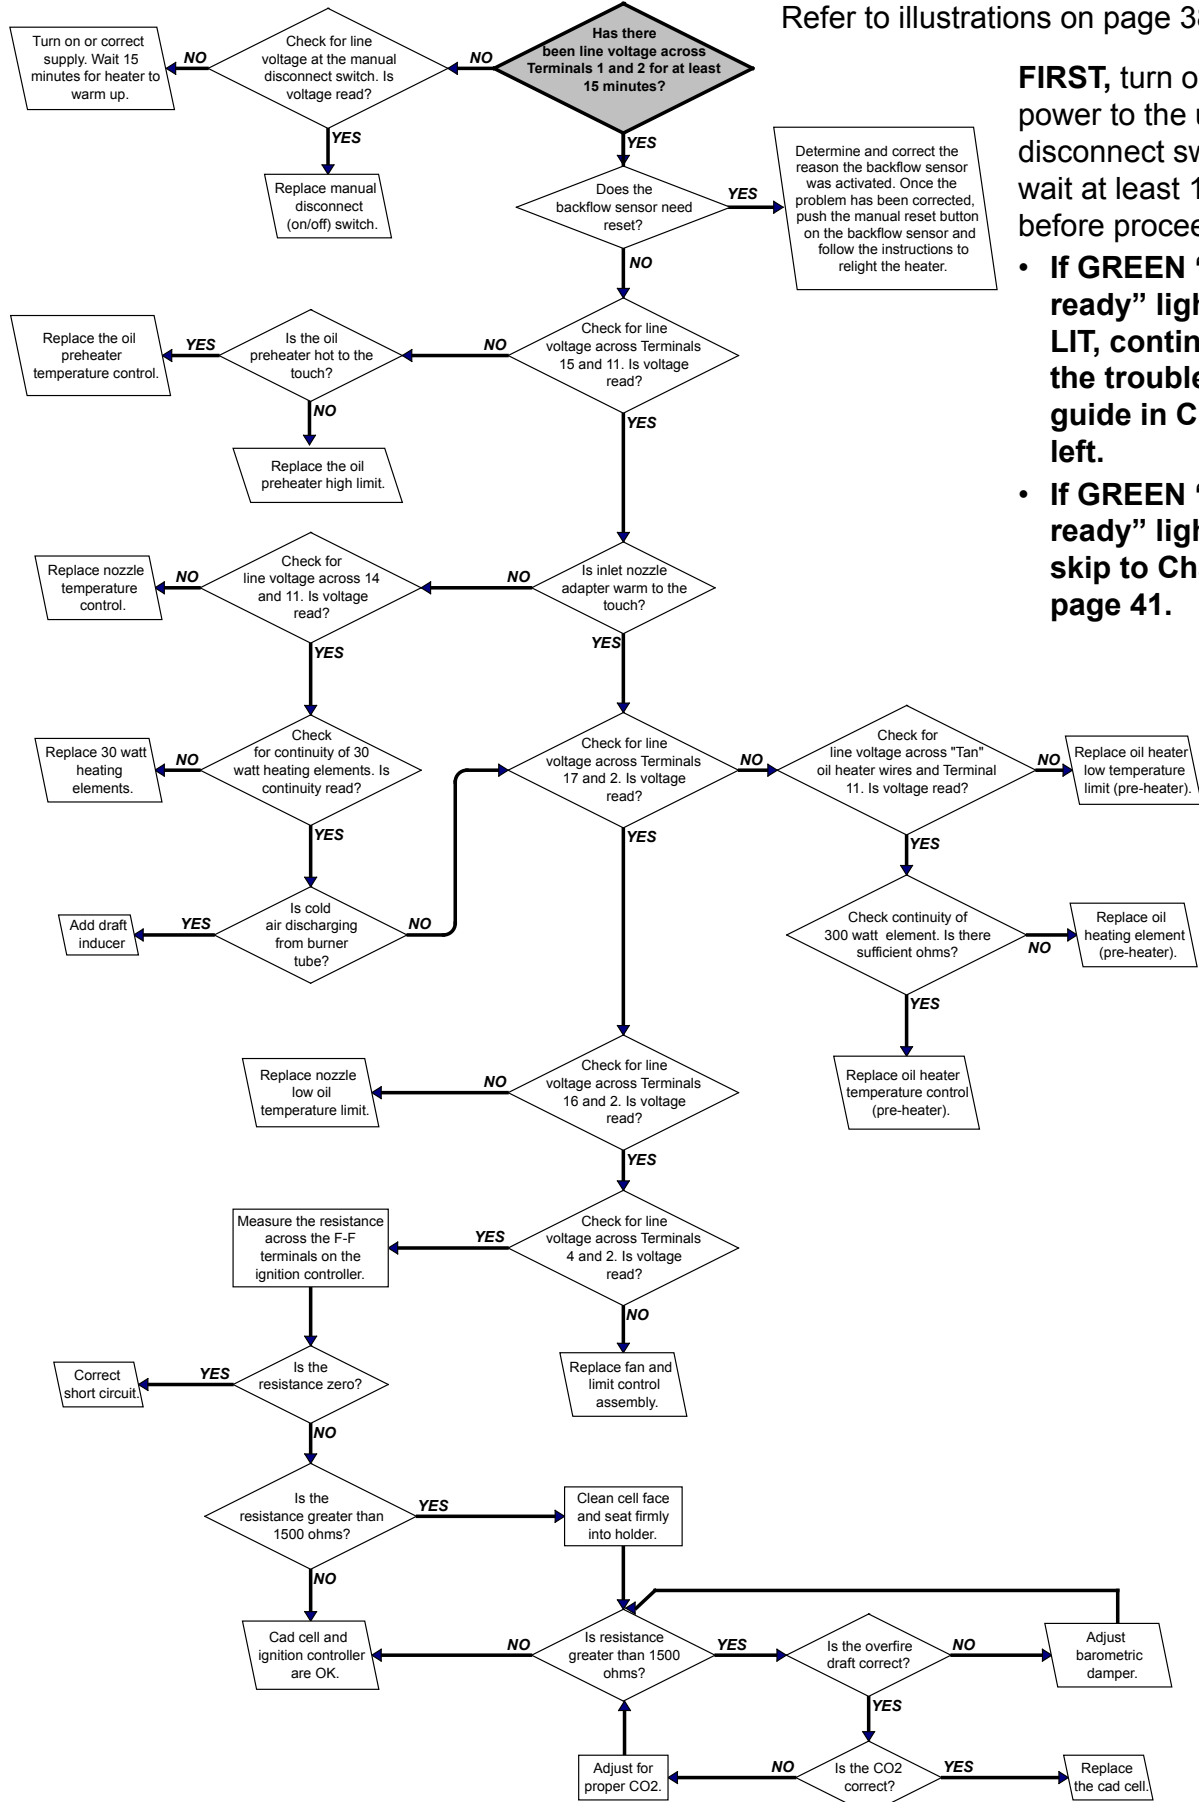 Refer to illustrations on page 38
FIRST, turn o
power to the u
disconnect sw
wait at least 1
before procee
• If GREEN “
ready” ligh
LIT, contin
the trouble
guide in C
left.
• If GREEN “
ready” ligh
skip to Cha
page 41.
Has there
been line voltage across
Terminals 1 and 2 for at least
15 minutes?
NO
Check for line
voltage at the manual
disconnect switch. Is
voltage read?
NO
Turn on or correct
supply. Wait 15
minutes for heater to
warm up.
YES
Replace manual
disconnect
(on/off) switch.
YES
Does the
backflow sensor need
reset?
YES
Determine and correct the
reason the backflow sensor
was activated. Once the
problem has been corrected,
push the manual reset button
on the backflow sensor and
follow the instructions to
relight the heater.
NO
Check for line
voltage across Terminals
15 and 11. Is voltage
read?
NO
Is the oil
preheater hot to the
touch?
YES
Replace the oil
preheater
temperature control.
NO
Replace the oil
preheater high limit.
YES
Is inlet nozzle
adapter warm to the
touch?
NO
Check for
line voltage across 14
and 11. Is voltage
read?
NO
Replace nozzle
temperature
control.
YES
Check
for continuity of 30
watt heating elements. Is
continuity read?
NO
Replace 30 watt
heating
elements.
YES
Is cold
air discharging
from burner
tube?
YES
Add draft
inducer
NO
YES
Check for line
voltage across Terminals
17 and 2. Is voltage
read?
NO
Check for
line voltage across "Tan"
oil heater wires and Terminal
11. Is voltage read?
NO
Replace oil heater
low temperature
limit (pre-heater).
YES
Check continuity of
300 watt element. Is there
sufficient ohms?
NO
Replace oil
heating element
(pre-heater).
YES
Replace oil heater
temperature control
(pre-heater).
YES
Check for line
voltage across Terminals
16 and 2. Is voltage
read?
NO
Replace nozzle
low oil
temperature limit.
YES
Check for line
voltage across Terminals
4 and 2. Is voltage
read?
YES
Measure the resistance
across the F-F
terminals on the
ignition controller.
NO
Replace fan and
limit control
assembly.
Is the
resistance zero?
YES
Correct
short circuit.
NO
Is the
resistance greater than
1500 ohms?
YES
Clean cell face
and seat firmly
into holder.
NO
Cad cell and
ignition controller
are OK.
NO
Is resistance
greater than 1500
ohms?
YES
Is the overfire
draft correct?
NO
Adjust
barometric
damper.
YES
Is the CO2
correct?
NO
Adjust for
proper CO2.
YES
Replace
the cad cell.